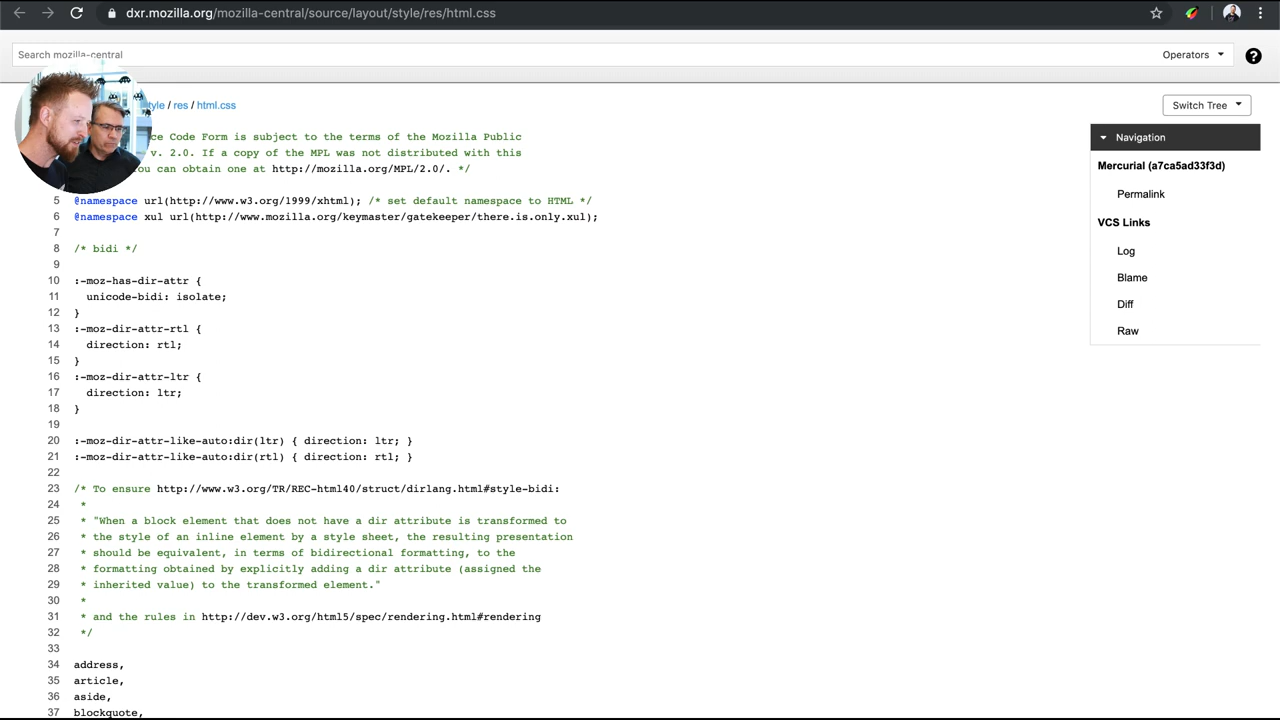 dxr.mozilla.org/mozilla-central/source/layout/style/res/html.css
Search mozilla-central
Operators
?
/ res / html.css
Switch Tree
Code Form is subject to the terms of the Mozilla Public
v. 2.0. If a copy of the MPL was not distributed with this
can obtain one at http://mozilla.org/MPL/2.0/. */
5 @namespace url(http://www.w3.org/1999/xhtml); /* set default namespace to HTML */
6 @namespace xul url(http://www.mozilla.org/keymaster/gatekeeper/there.is.only.xul);
7
8 /* bidi */
9
10 :-moz-has-dir-attr {
11 unicode-bidi: isolate;
12 }
13 :-moz-dir-attr-rtl {
14 direction: rtl;
15 }
16 :-moz-dir-attr-ltr {
17 direction: ltr;
18 }
19
20 :-moz-dir-attr-like-auto:dir(ltr) { direction: ltr; }
21 :-moz-dir-attr-like-auto:dir(rtl) { direction: rtl; }
22
23 /* To ensure http://www.w3.org/TR/REC-html40/struct/dirlang.html#style-bidi:
24 *
25 * "When a block element that does not have a dir attribute is transformed to
26 * the style of an inline element by a style sheet, the resulting presentation
27 * should be equivalent, in terms of bidirectional formatting, to the
28 * formatting obtained by explicitly adding a dir attribute (assigned the
29 * inherited value) to the transformed element."
30 *
31 * and the rules in http://dev.w3.org/html5/spec/rendering.html#rendering
32 */
33
34 address,
35 article,
36 aside,
37 blockquote,
Navigation
Mercurial (a7ca5ad33f3d)
Permalink
VCS Links
Log
Blame
Diff
Raw